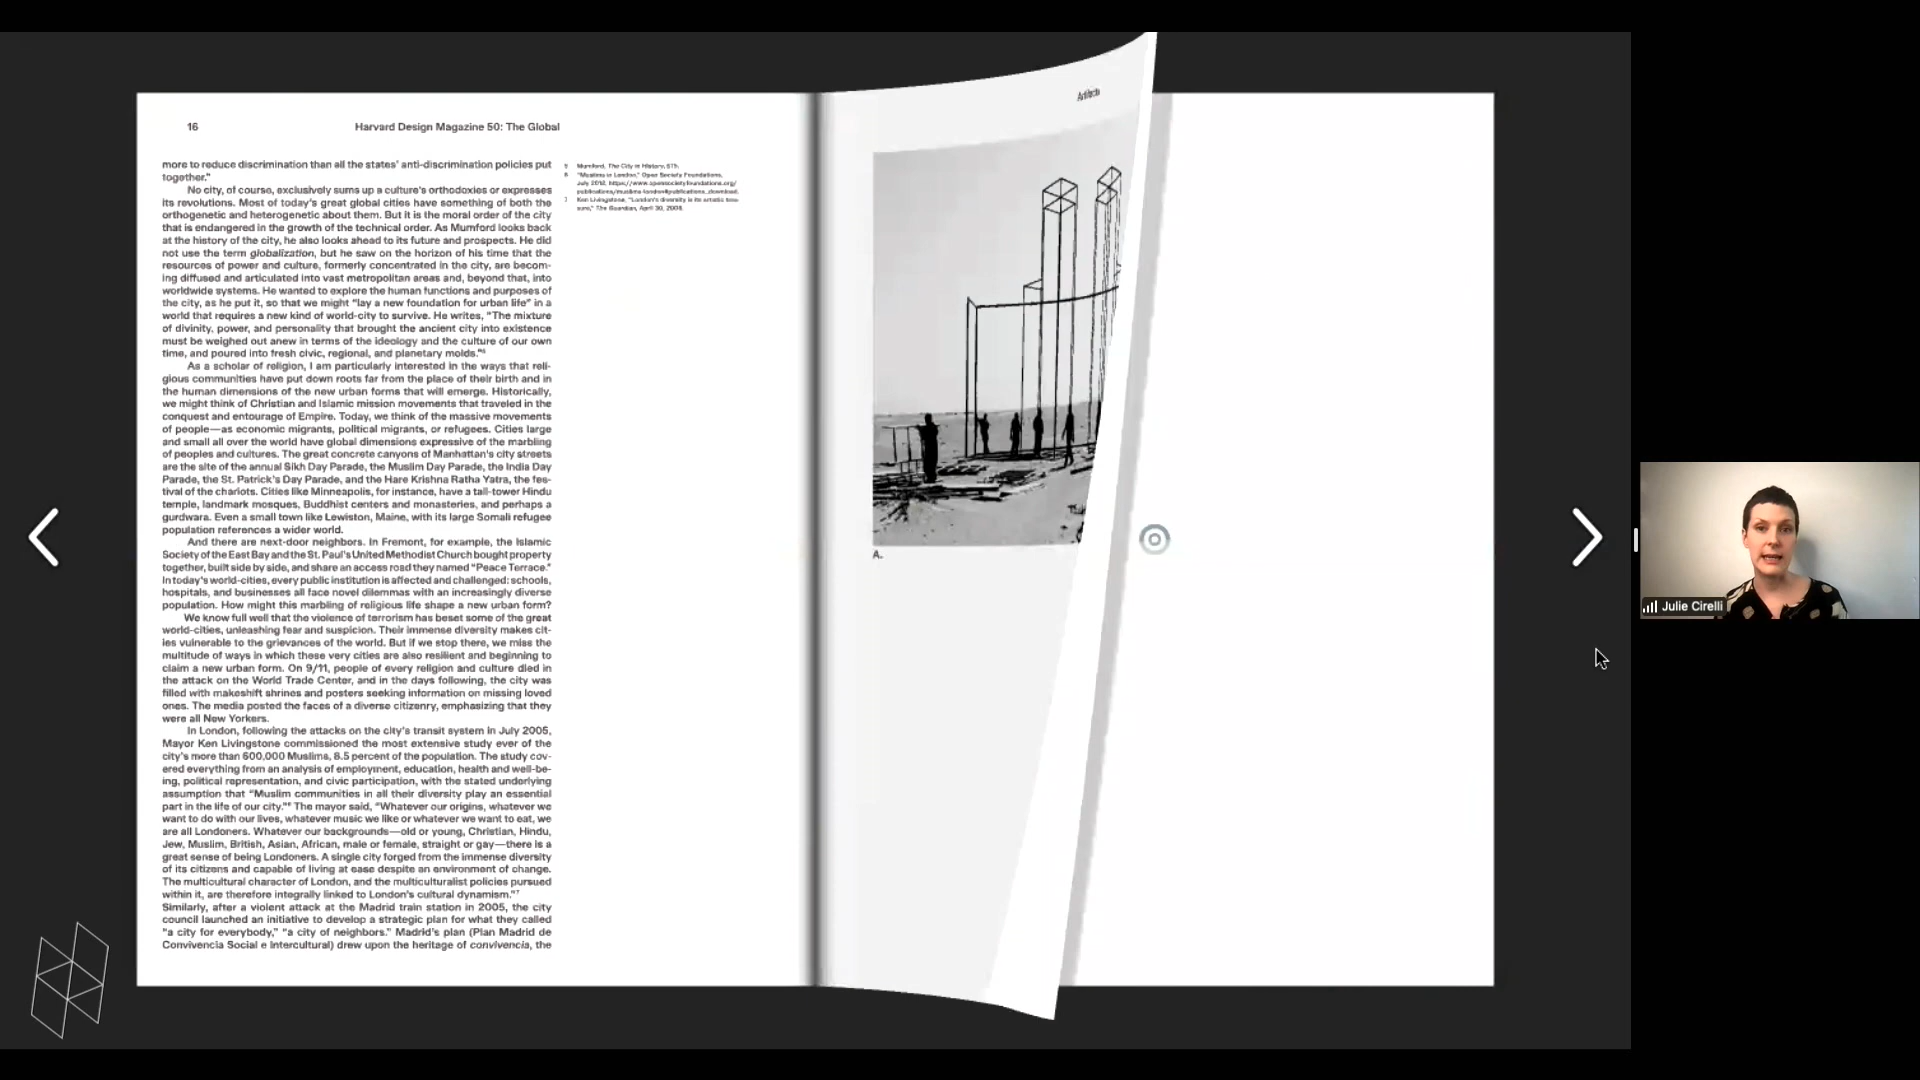 16
Harvard Design Magazine 50: The Global
more to reduce discrimination than all the states' anti-discrimination policies put
together."
No city, of course, exclusively sums up a culture's orthodoxies or expresses
its revolutions. Most of today's great global cities have something of both the
orthogenetic and heterogenetic about them. But it is the moral order of the city
that is endangered in the growth of the technical order. As Mumford looks back
at the history of the city, he also looks ahead to its future and prospects. He did
not use the term globalization, but he saw on the horizon of his time that the
resources of power and culture, formerly concentrated in the city, are becom-
ing diffused and articulated into vast metropolitan areas and, beyond that, into
worldwide systems. He wanted to explore the human functions and purposes of
the city, as he put it, so that we might "lay a new foundation for urban life" in a
world that requires a new kind of world-city to survive. He writes, "The mixture
of divinity, power, and personality that brought the ancient city into existence
must be weighed out anew in terms of the ideology and the culture of our own
time, and poured into fresh civic, regional, and planetary molds."⁵
As a scholar of religion, I am particularly interested in the ways that reli-
gious communities have put down roots far from the place of their birth and in
the human dimensions of the new urban forms that will emerge. Historically,
we might think of Christian and Islamic mission movements that traveled in the
conquest and entourage of Empire. Today, we think of the massive movements
of people—as economic migrants, political migrants, or refugees. Cities large
and small all over the world have global dimensions expressive of the marbling
of peoples and cultures. The great concrete canyons of Manhattan's city streets
are the site of the annual Sikh Day Parade, the Muslim Day Parade, the India Day
Parade, the St. Patrick's Day Parade, and the Hare Krishna Ratha Yatra, the fes-
tival of the chariots. Cities like Minneapolis, for instance, have a tall-tower Hindu
temple, landmark mosques, Buddhist centers and monasteries, and perhaps a
gurdwara. Even a small town like Lewiston, Maine, with its large Somali refugee
population references a wider world.
And there are next-door neighbors. In Fremont, for example, the Islamic
Society of the East Bay and the St. Paul's United Methodist Church bought property
together, built side by side, and share an access road they named "Peace Terrace."
In today's world-cities, every public institution is affected and challenged: schools,
hospitals, and businesses all face novel dilemmas with an increasingly diverse
population. How might this marbling of religious life shape a new urban form?
We know full well that the violence of terrorism has beset some of the great
world-cities, unleashing fear and suspicion. Their immense diversity makes cit-
ies vulnerable to the grievances of the world. But if we stop there, we miss the
multitude of ways in which these very cities are also resilient and beginning to
claim a new urban form. On 9/11, people of every religion and culture died in
the attack on the World Trade Center, and in the days following, the city was
filled with makeshift shrines and posters seeking information on missing loved
ones. The media posted the faces of a diverse citizenry, emphasizing that they
were all New Yorkers.
In London, following the attacks on the city's transit system in July 2005,
Mayor Ken Livingstone commissioned the most extensive study ever of the
city's more than 600,000 Muslims, 8.5 percent of the population. The study cov-
ered everything from an analysis of employment, education, health and well-be-
ing, political representation, and civic participation, with the stated underlying
assumption that "Muslim communities in all their diversity play an essential
part in the life of our city."⁶ The mayor said, "Whatever our origins, whatever we
want to do with our lives, whatever music we like or whatever we want to eat, we
are all Londoners. Whatever our backgrounds—old or young, Christian, Hindu,
Jew, Muslim, British, Asian, African, male or female, straight or gay—there is a
great sense of being Londoners. A single city forged from the immense diversity
of its citizens and capable of living at ease despite an environment of change.
The multicultural character of London, and the multiculturalist policies pursued
within it, are therefore integrally linked to London's cultural dynamism."⁷
Similarly, after a violent attack at the Madrid train station in 2005, the city
council launched an initiative to develop a strategic plan for what they called
"a city for everybody," "a city of neighbors." Madrid's plan (Plan Madrid de
Convivencia Social e Intercultural) drew upon the heritage of convivencia, the
5 Mumford, The City in History, 573.
6 "Muslims in London," Open Society Foundations,
July 2012, https://www.opensocietyfoundations.org/
7 Ken Livingstone, "London's diversity is its artistic trea-
sure," The Guardian, April 30, 2008.
Artifacts
A.
Julie Cirelli